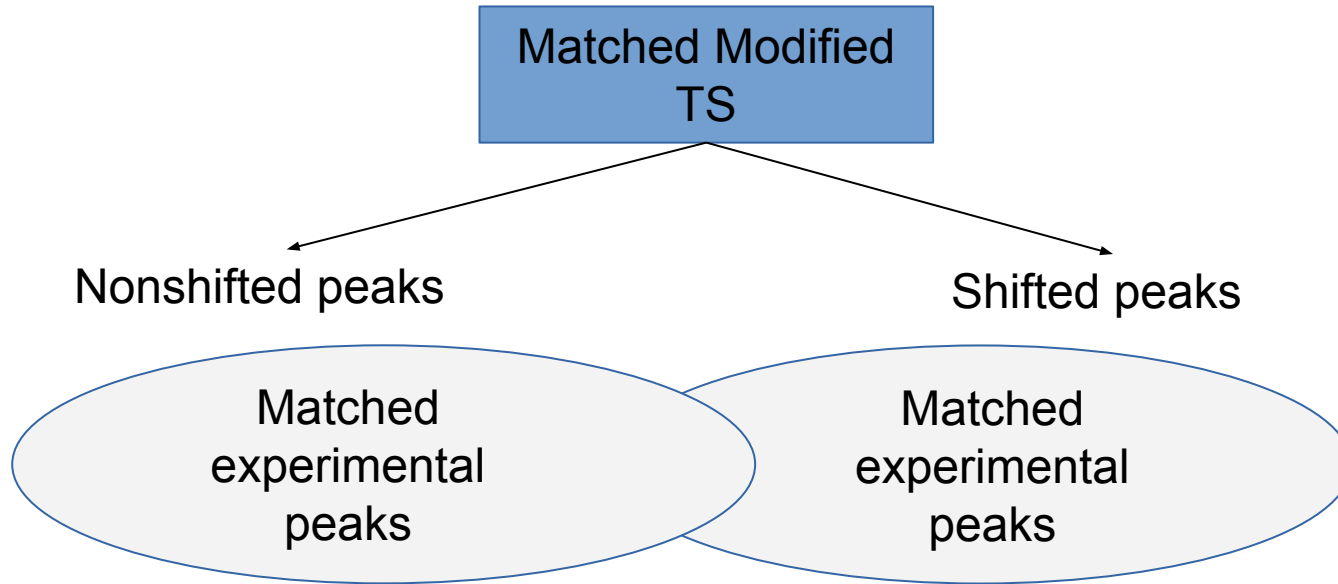 Matched Modified
TS
Nonshifted peaks
Shifted peaks
Matched
experimental
peaks
Matched
experimental
peaks